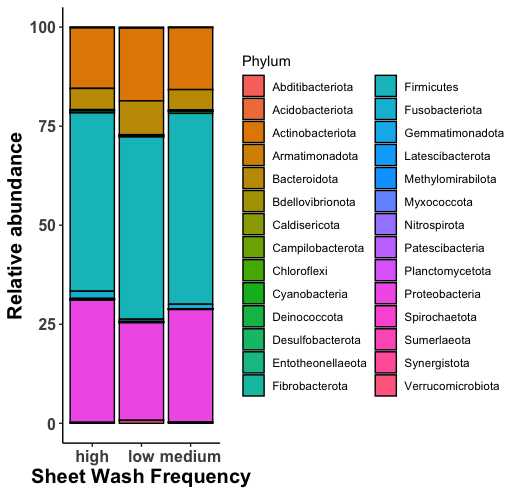 Relative abundance
100
75
50
25
0
high low medium
Sheet Wash Frequency
Phylum
Abditibacteriota
Acidobacteriota
Actinobacteriota
Armatimonadota
Bacteroidota
Bdellovibrionota
Caldisericota
Campilobacterota
Chloroflexi
Cyanobacteria
Deinococcota
Desulfobacterota
Entotheonellaeota
Fibrobacterota
Firmicutes
Fusobacteriota
Gemmatimonadota
Latescibacterota
Methylomirabilota
Myxococcota
Nitrospirota
Patescibacteria
Planctomycetota
Proteobacteria
Spirochaetota
Sumerlaeota
Synergistota
Verrucomicrobiota